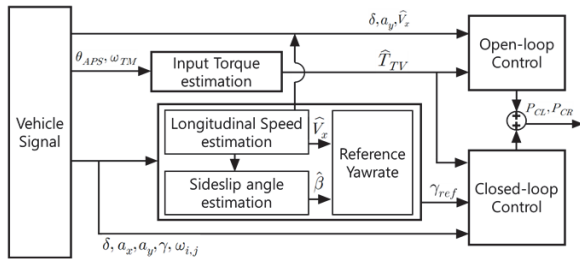 δ, a_y, V̂_x
θ_APS, ω_TM
Input Torque
estimation
T̂_TV
Open-loop
Control
Vehicle
Signal
P_CL, P_CR
Longitudinal Speed
estimation
V̂_x
Reference
Yawrate
Sideslip angle
estimation
β̂
γ_ref
Closed-loop
Control
δ, a_x, a_y, γ, ω_i,j